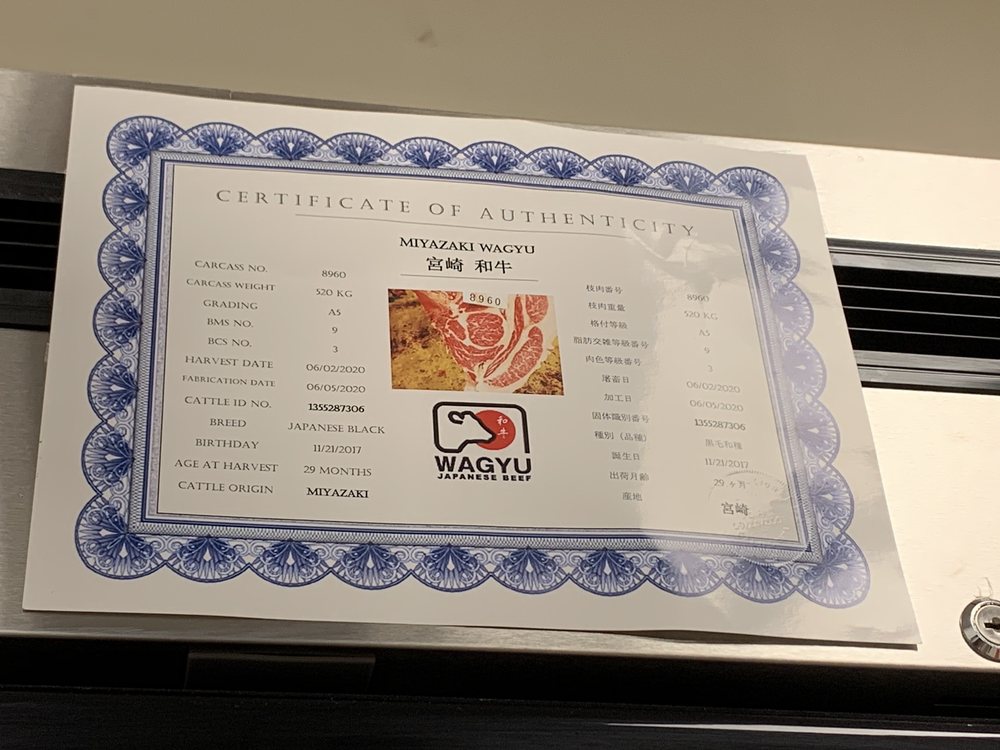 CERTIFICATE OF AUTHENTICITY
MIYAZAKI WAGYU
宮崎 和牛
CARCASS NO. 8960
CARCASS WEIGHT 520 KG
GRADING A5
BMS NO. 9
BCS NO. 3
HARVEST DATE 06/02/2020
FABRICATION DATE 06/05/2020
CATTLE ID NO. 1355287306
BREED JAPANESE BLACK
BIRTHDAY 11/21/2017
AGE AT HARVEST 29 MONTHS
CATTLE ORIGIN MIYAZAKI
8960
和牛
WAGYU
JAPANESE BEEF
枝肉番号 8960
枝肉重量 520 KG
格付等級 A5
脂肪交雑等級番号 9
肉色等級番号 3
屠畜日 06/02/2020
加工日 06/05/2020
固体識別番号 1355287306
種別 (品種) 黒毛和種
誕生日 11/21/2017
出荷月齢 29 ヶ月
産地 宮崎